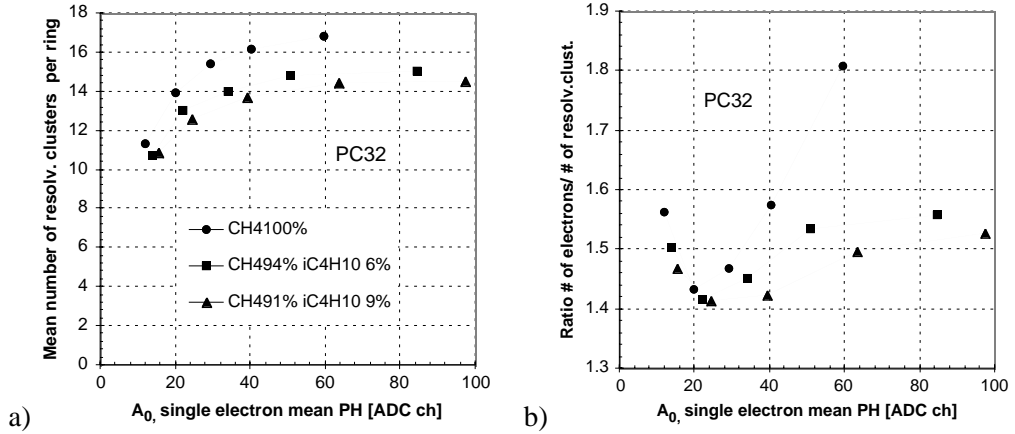 Mean number of resolv. clusters per ring
18
16
14
12
10
8
6
4
2
0
PC32
CH4100%
CH494% iC4H10 6%
CH491% iC4H10 9%
0 20 40 60 80 100
A0, single electron mean PH [ADC ch]
a)
Ratio # of electrons/ # of resolv.clust.
1.9
1.8
1.7
1.6
1.5
1.4
1.3
PC32
0 20 40 60 80 100
A0, single electron mean PH [ADC ch]
b)